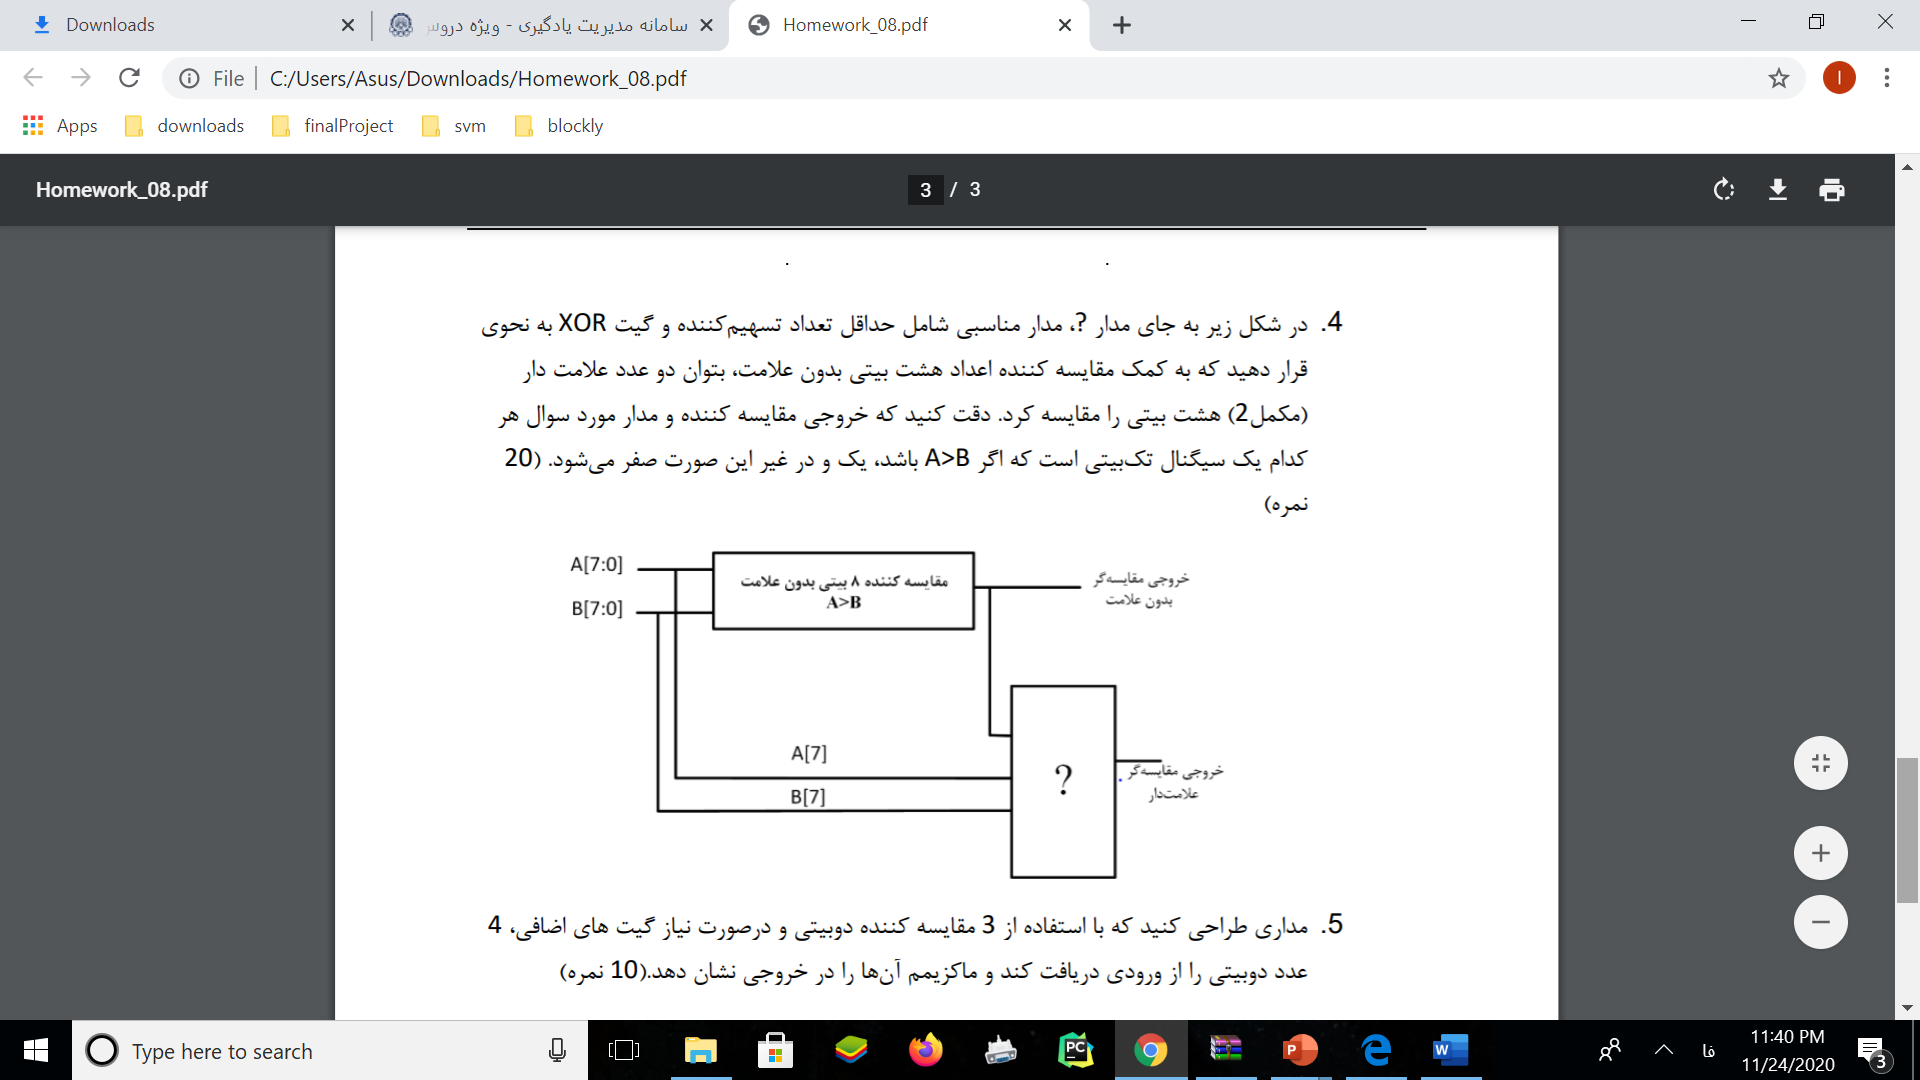 Downloads
سامانه مدیریت یادگیری - ویژه دروس
Homework_08.pdf
File
C:/Users/Asus/Downloads/Homework_08.pdf
I
Apps
downloads
finalProject
svm
blockly
Homework_08.pdf
3 / 3
4. در شکل زیر به جای مدار ?، مدار مناسبی شامل حداقل تعداد تسهیم‌کننده و گیت XOR به نحوی
قرار دهید که به کمک مقایسه کننده اعداد هشت بیتی بدون علامت، بتوان دو عدد علامت دار
(مکمل2) هشت بیتی را مقایسه کرد. دقت کنید که خروجی مقایسه کننده و مدار مورد سوال هر
کدام یک سیگنال تک‌بیتی است که اگر A>B باشد، یک و در غیر این صورت صفر می‌شود. (20
نمره)
A[7:0]
B[7:0]
مقایسه کننده ۸ بیتی بدون علامت
A>B
خروجی مقایسه‌گر
بدون علامت
A[7]
B[7]
?
خروجی مقایسه‌گر
علامت‌دار
5. مداری طراحی کنید که با استفاده از 3 مقایسه کننده دوبیتی و درصورت نیاز گیت های اضافی، 4
عدد دوبیتی را از ورودی دریافت کند و ماکزیمم آن‌ها را در خروجی نشان دهد.(10 نمره)
Type here to search
PC
P
W
فا
11:40 PM
11/24/2020
3